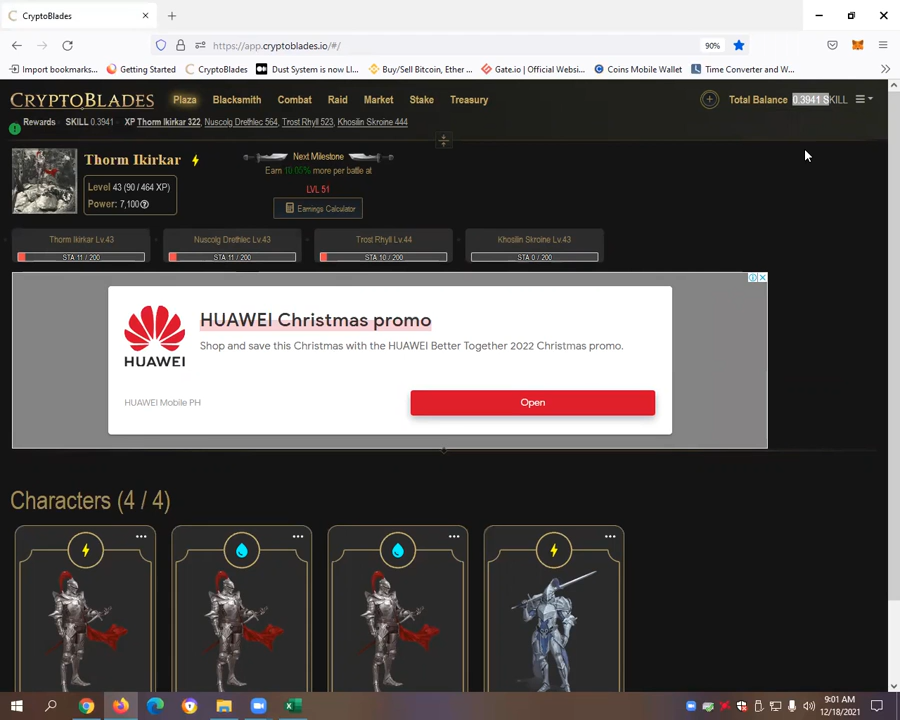 CryptoBlades
https://app.cryptoblades.io/#/
90%
Import bookmarks...
Getting Started
CryptoBlades
Dust System is now LI...
Buy/Sell Bitcoin, Ether ...
Gate.io | Official Websi...
Coins Mobile Wallet
Time Converter and W...
CRYPTOBLADES
Plaza
Blacksmith
Combat
Raid
Market
Stake
Treasury
Total Balance 0.3941 SKILL
Rewards SKILL 0.3941 XP Thorm Ikirkar 322, Nuscolg Drethlec 564, Trost Rhyll 523, Khosilin Skroine 444
Thorm Ikirkar
Level 43 (90 / 464 XP)
Power: 7,100
Next Milestone
Earn 10.00% more per battle at
LVL 51
Earnings Calculator
Thorm Ikirkar Lv.43
STA 11 / 200
Nuscolg Drethlec Lv.43
STA 11 / 200
Trost Rhyll Lv.44
STA 10 / 200
Khosilin Skroine Lv.43
STA 0 / 200
HUAWEI Christmas promo
Shop and save this Christmas with the HUAWEI Better Together 2022 Christmas promo.
HUAWEI
HUAWEI Mobile PH
Open
Characters (4 / 4)
9:01 AM
12/18/2021